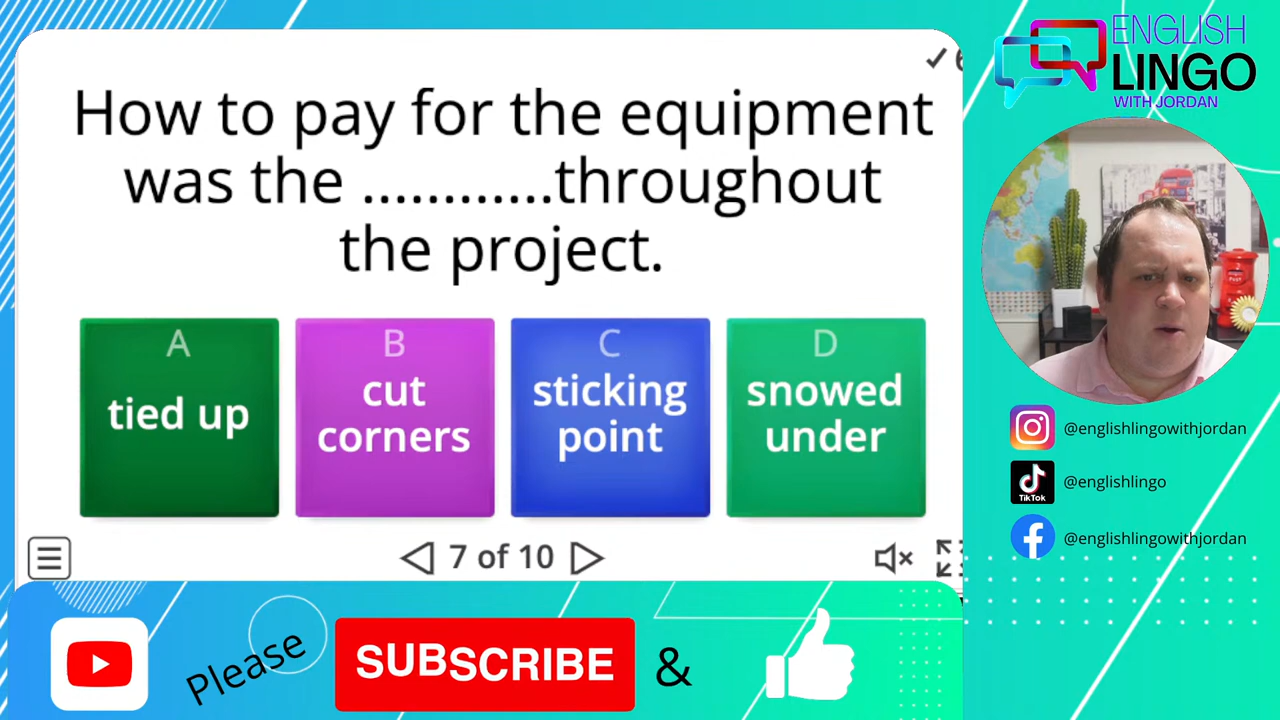 How to pay for the equipment
was the ............throughout
the project.
A
tied up
B
cut
corners
C
sticking
point
D
snowed
under
7 of 10
Please
SUBSCRIBE
&
ENGLISH
LINGO
WITH JORDAN
@englishlingowithjordan
TikTok
@englishlingo
@englishlingowithjordan